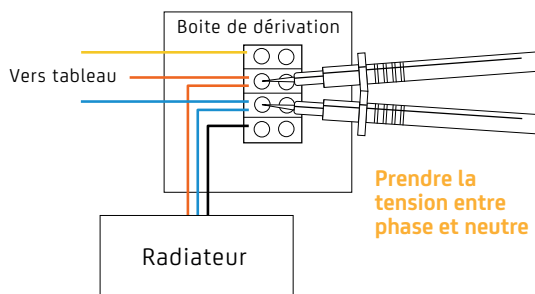 Boite de dérivation
Vers tableau
Prendre la
tension entre
phase et neutre
Radiateur